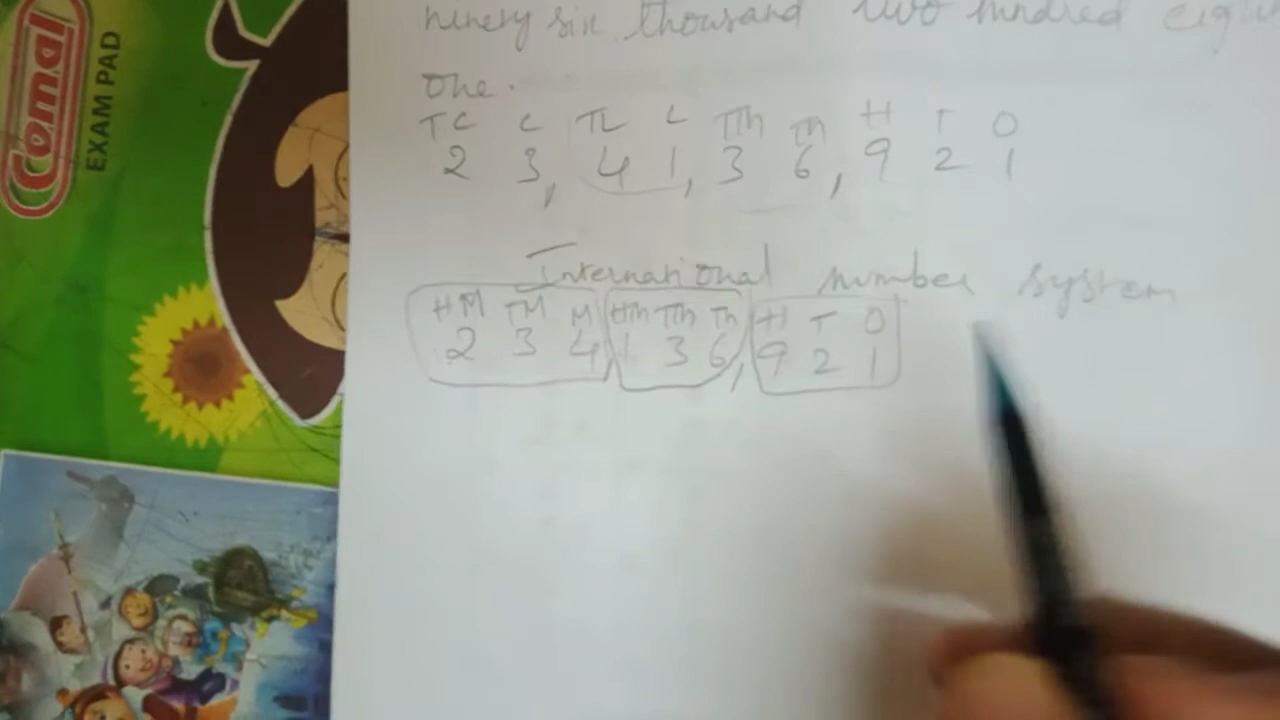 Comal
EXAM PAD
ninety six thousand two hundred eighty
one.
TC C TL L TTh Th H T O
2 3, 4 1, 3 6, 9 2 1
International number system
HM TM M HTh TTh Th H T O
2 3 4, 1 3 6, 9 2 1